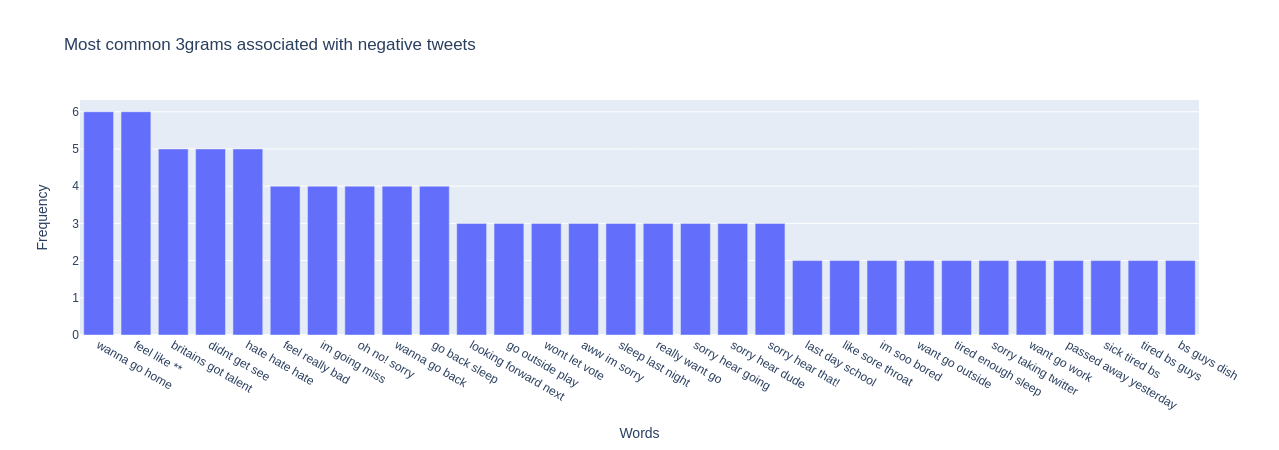 Most common 3grams associated with negative tweets
Frequency
6
5
4
3
2
1
0
wanna go home
feel like **
britains got talent
didnt get see
hate hate hate
feel really bad
im going miss
oh no! sorry
wanna go back
go back sleep
looking forward next
go outside play
wont let vote
aww im sorry
sleep last night
really want go
sorry hear going
sorry hear dude
sorry hear that!
last day school
like sore throat
im soo bored
want go outside
tired enough sleep
sorry taking twitter
want go work
passed away yesterday
sick tired bs
tired bs guys
bs guys dish
Words